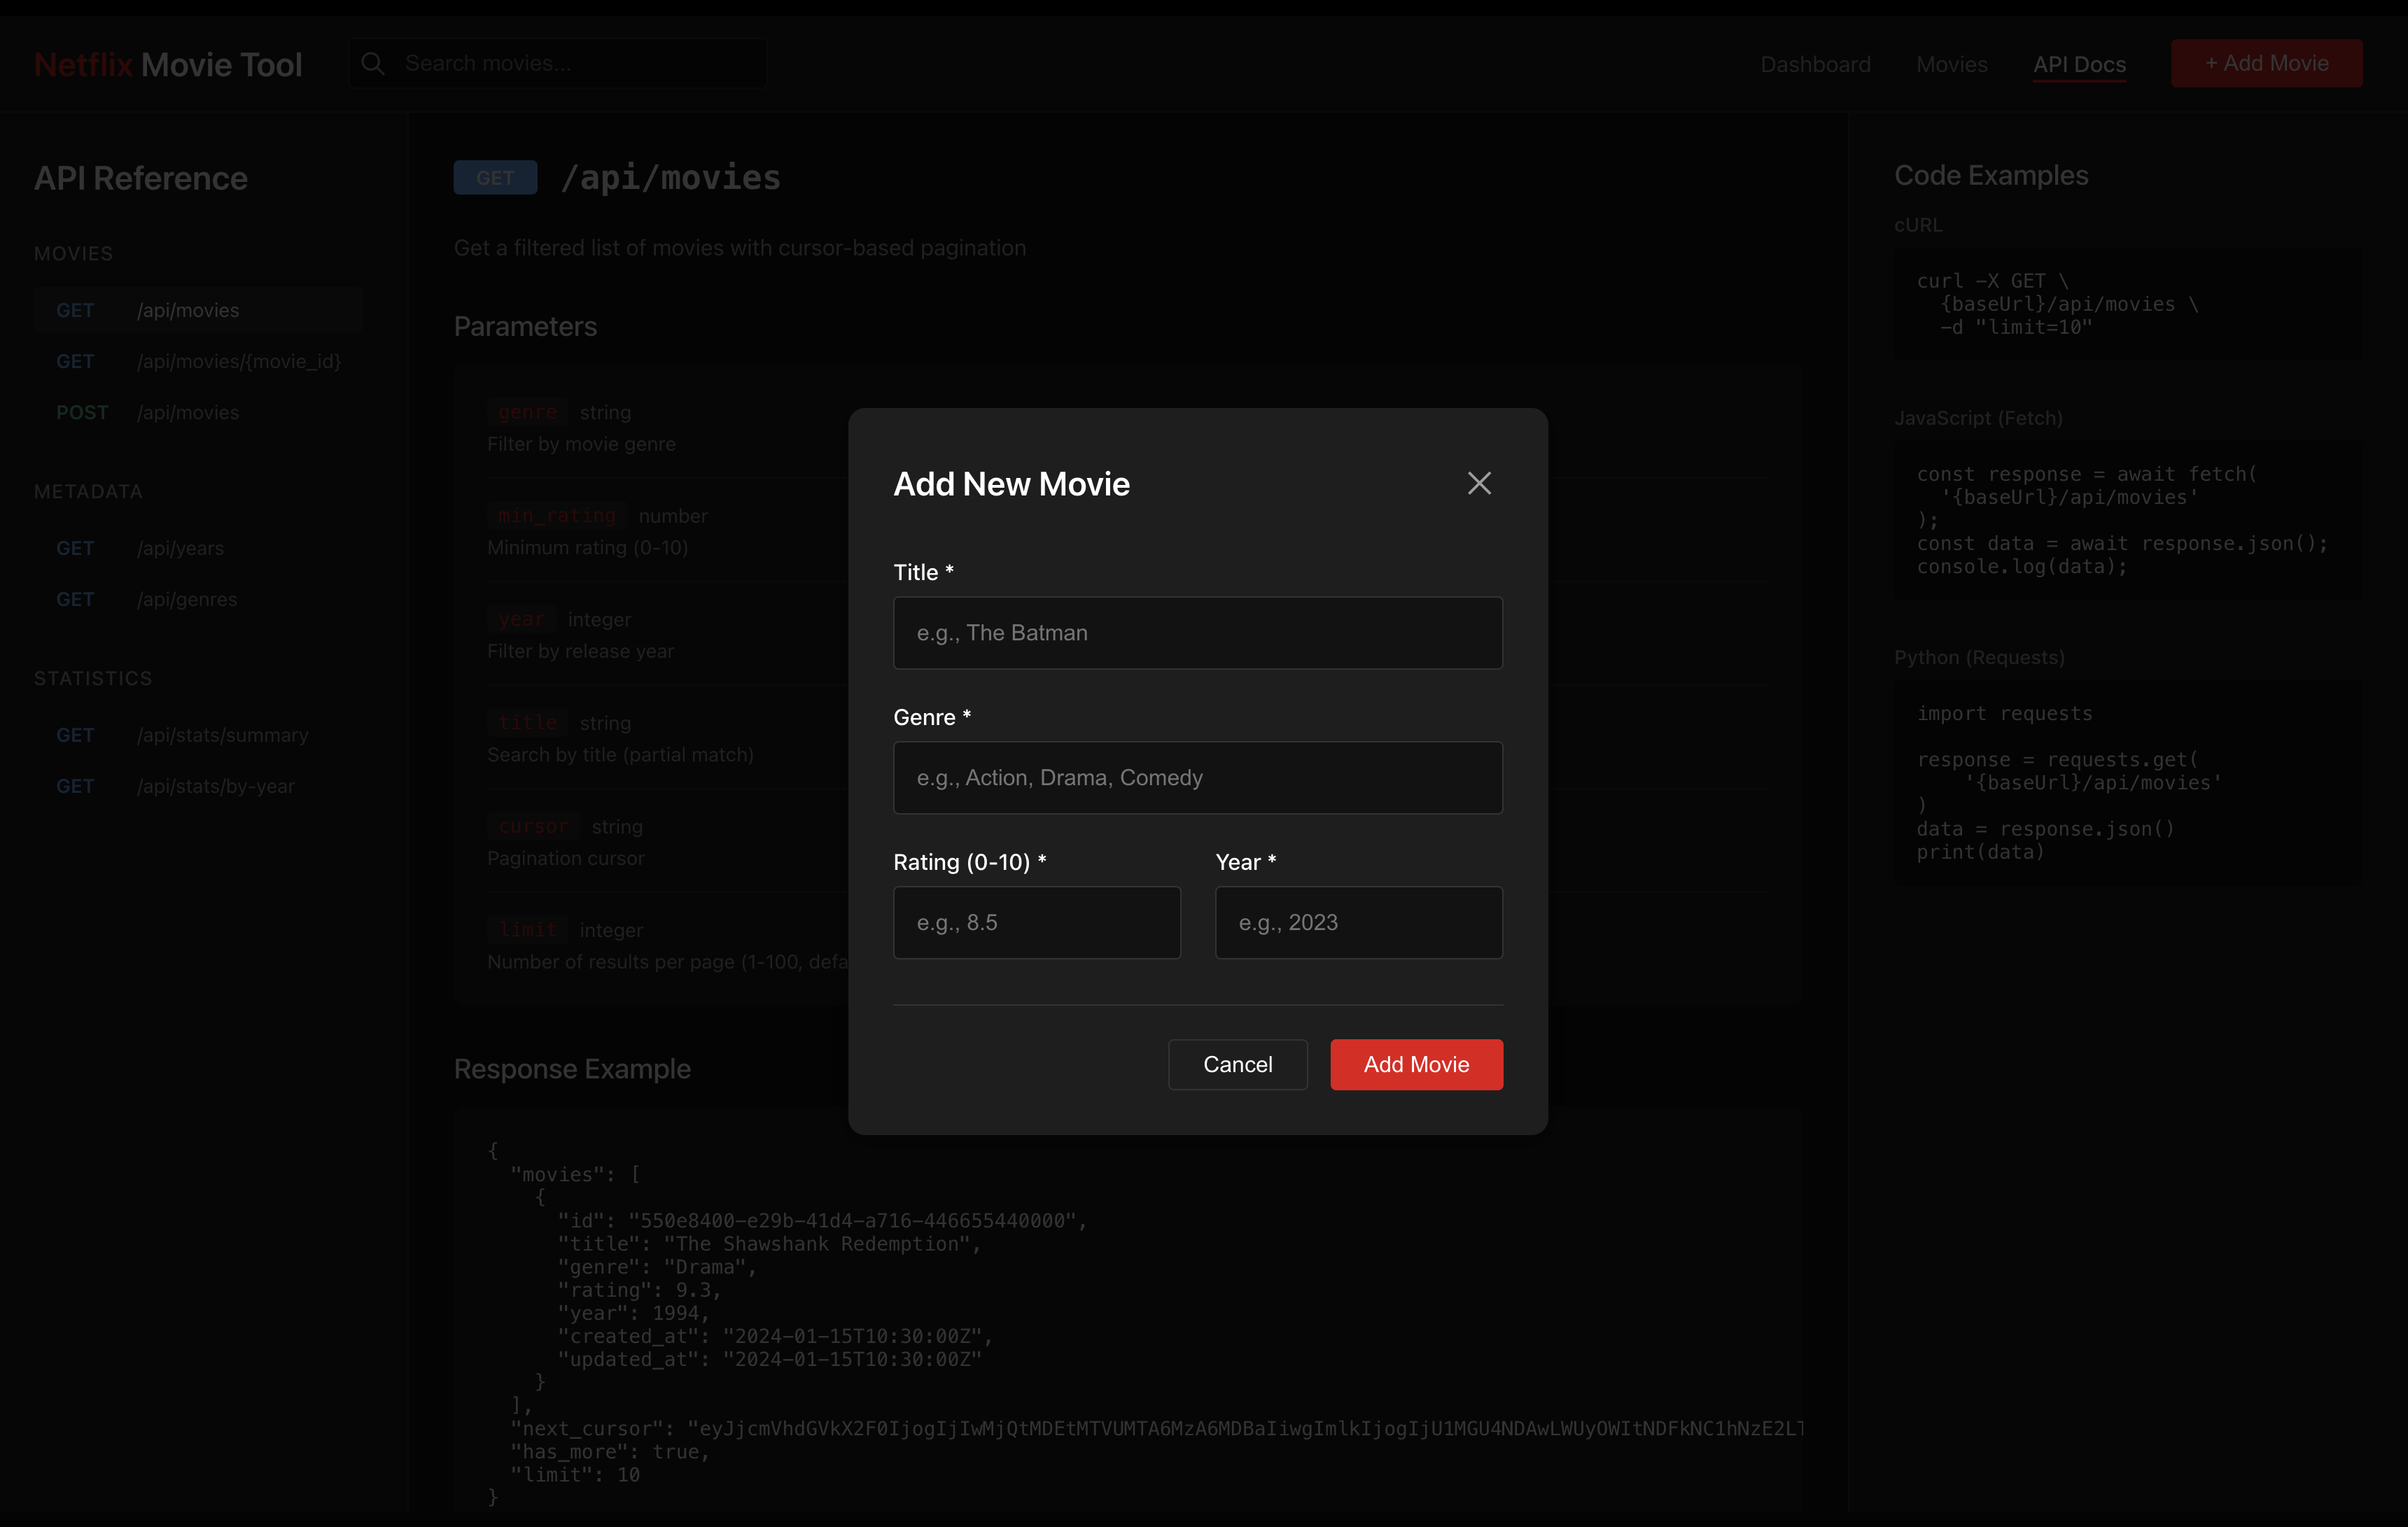 Netflix Movie Tool
Search movies...
Dashboard
Movies
API Docs
+ Add Movie
API Reference
MOVIES
GET /api/movies
GET /api/movies/{movie_id}
POST /api/movies
METADATA
GET /api/years
GET /api/genres
STATISTICS
GET /api/stats/summary
GET /api/stats/by-year
GET /api/movies
Get a filtered list of movies with cursor-based pagination
Parameters
genre string
Filter by movie genre
min_rating number
Minimum rating (0-10)
year integer
Filter by release year
title string
Search by title (partial match)
cursor string
Pagination cursor
limit integer
Number of results per page (1-100, defa
Response Example
{
"movies": [
{
"id": "550e8400-e29b-41d4-a716-446655440000",
"title": "The Shawshank Redemption",
"genre": "Drama",
"rating": 9.3,
"year": 1994,
"created_at": "2024-01-15T10:30:00Z",
"updated_at": "2024-01-15T10:30:00Z"
}
],
"next_cursor": "eyJjcmVhdGVkX2F0IjogIjIwMjQtMDEtMTVUMTA6MzA6MDBaIiwgImlkIjogIjU1MGU4NDAwLWUyOWItNDFkNC1hNzE2LT
"has_more": true,
"limit": 10
}
Add New Movie
Title *
e.g., The Batman
Genre *
e.g., Action, Drama, Comedy
Rating (0-10) *
e.g., 8.5
Year *
e.g., 2023
Cancel
Add Movie
Code Examples
cURL
curl -X GET \
{baseUrl}/api/movies \
-d "limit=10"
JavaScript (Fetch)
const response = await fetch(
'{baseUrl}/api/movies'
);
const data = await response.json();
console.log(data);
Python (Requests)
import requests
response = requests.get(
'{baseUrl}/api/movies'
)
data = response.json()
print(data)